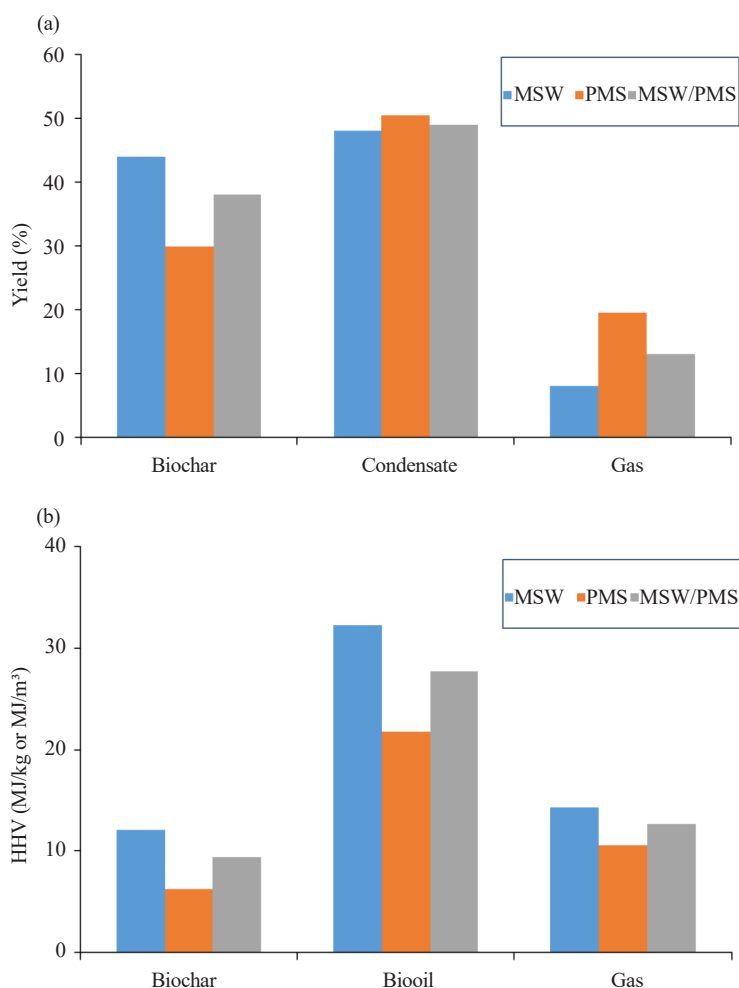 (a)
60
50
40
30
20
10
0
Yield (%)
MSW PMS MSW/PMS
Biochar Condensate Gas
(b)
40
30
20
10
0
HHV (MJ/kg or MJ/m³)
MSW PMS MSW/PMS
Biochar Biooil Gas